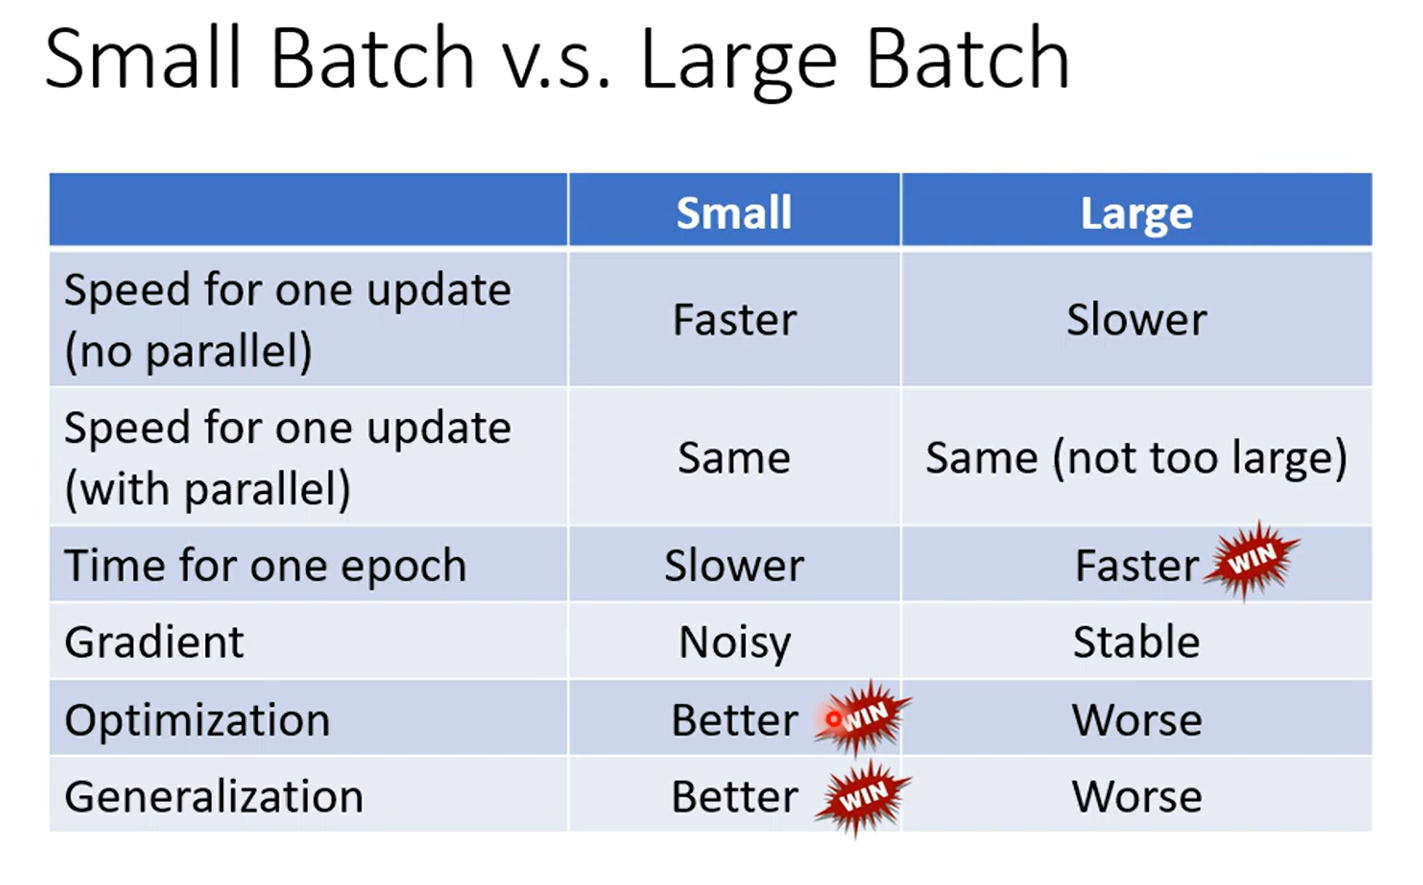 Small Batch v.s. Large Batch
Small Large
Speed for one update
(no parallel)
Faster Slower
Speed for one update
(with parallel)
Same Same (not too large)
Time for one epoch Slower Faster WIN
Gradient Noisy Stable
Optimization Better WIN Worse
Generalization Better WIN Worse